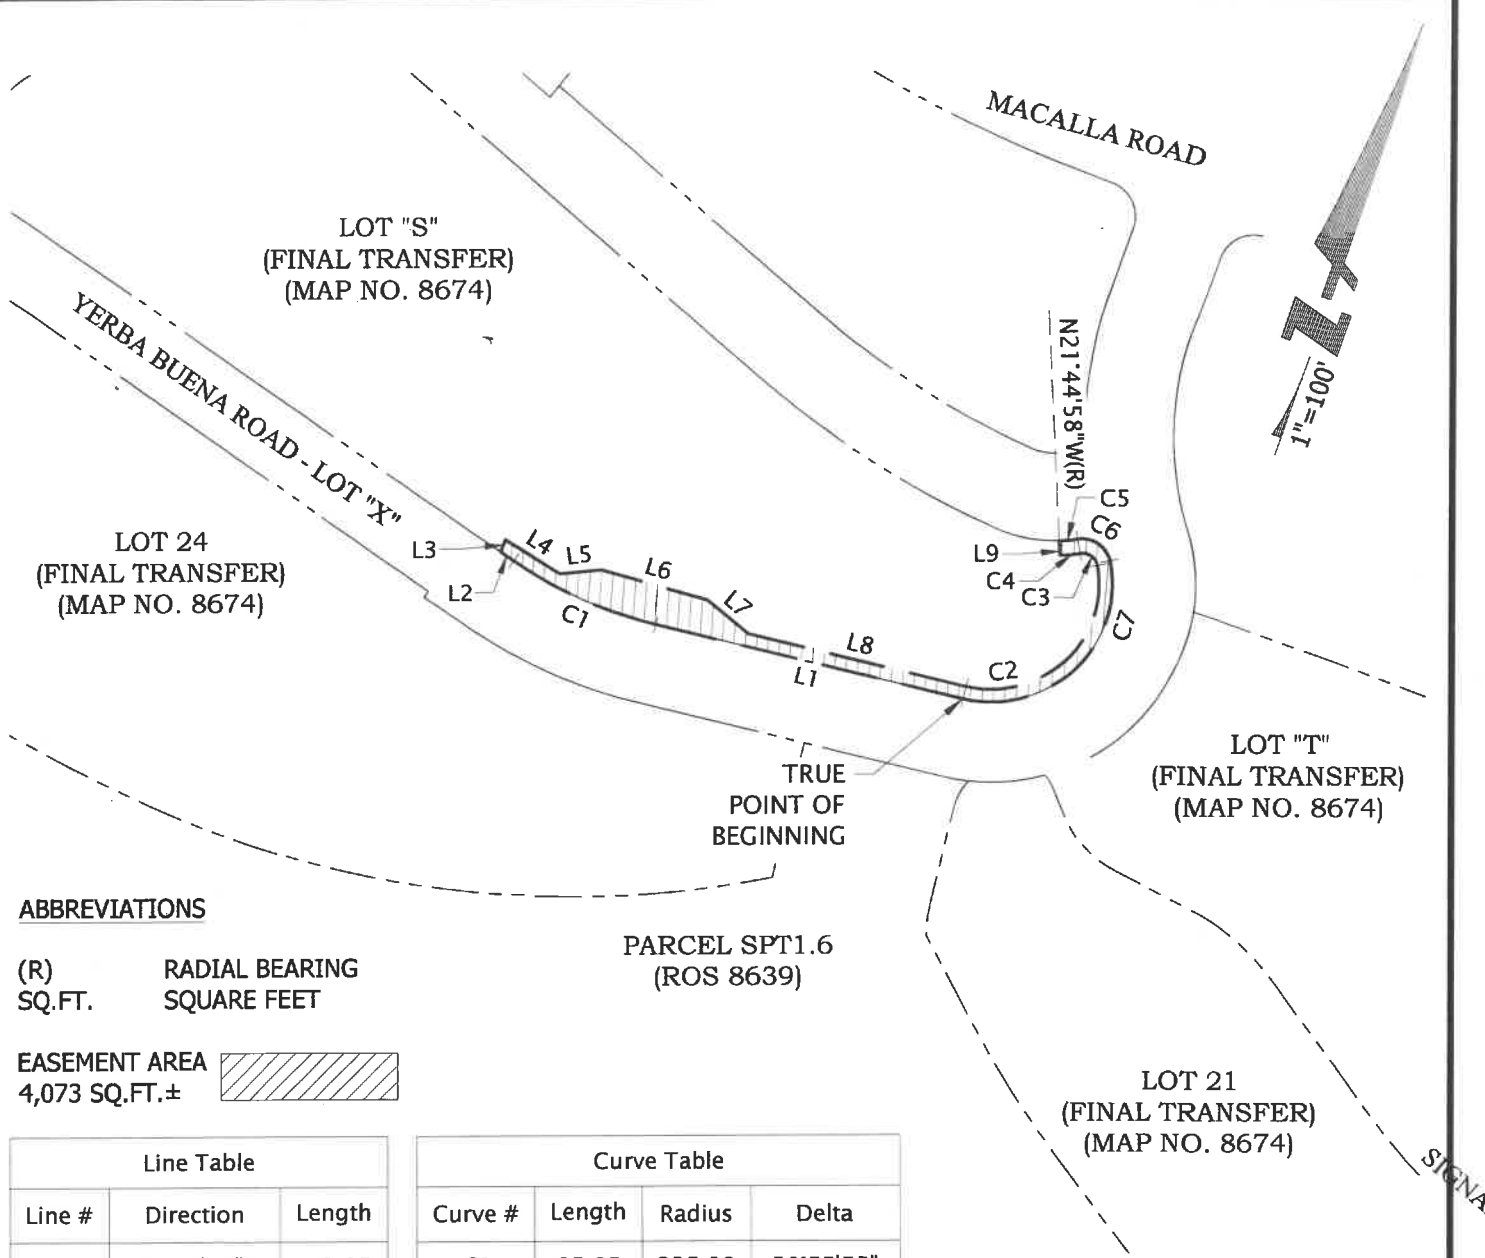 MACALLA ROAD
LOT "S"
(FINAL TRANSFER)
(MAP NO. 8674)
YERBA BUENA ROAD - LOT "X"
N21°44'58"W(R)
Z
1"=100'
C5
C6
L9
C4
C3
C7
L3
L4
L5
L6
L7
L2
C1
L8
L1
C2
LOT 24
(FINAL TRANSFER)
(MAP NO. 8674)
TRUE
POINT OF
BEGINNING
LOT "T"
(FINAL TRANSFER)
(MAP NO. 8674)
ABBREVIATIONS
(R) RADIAL BEARING
SQ.FT. SQUARE FEET
PARCEL SPT1.6
(ROS 8639)
EASEMENT AREA
4,073 SQ.FT.±
LOT 21
(FINAL TRANSFER)
(MAP NO. 8674)
SIGNA
Line Table
Line # Direction Length
Curve Table
Curve # Length Radius Delta